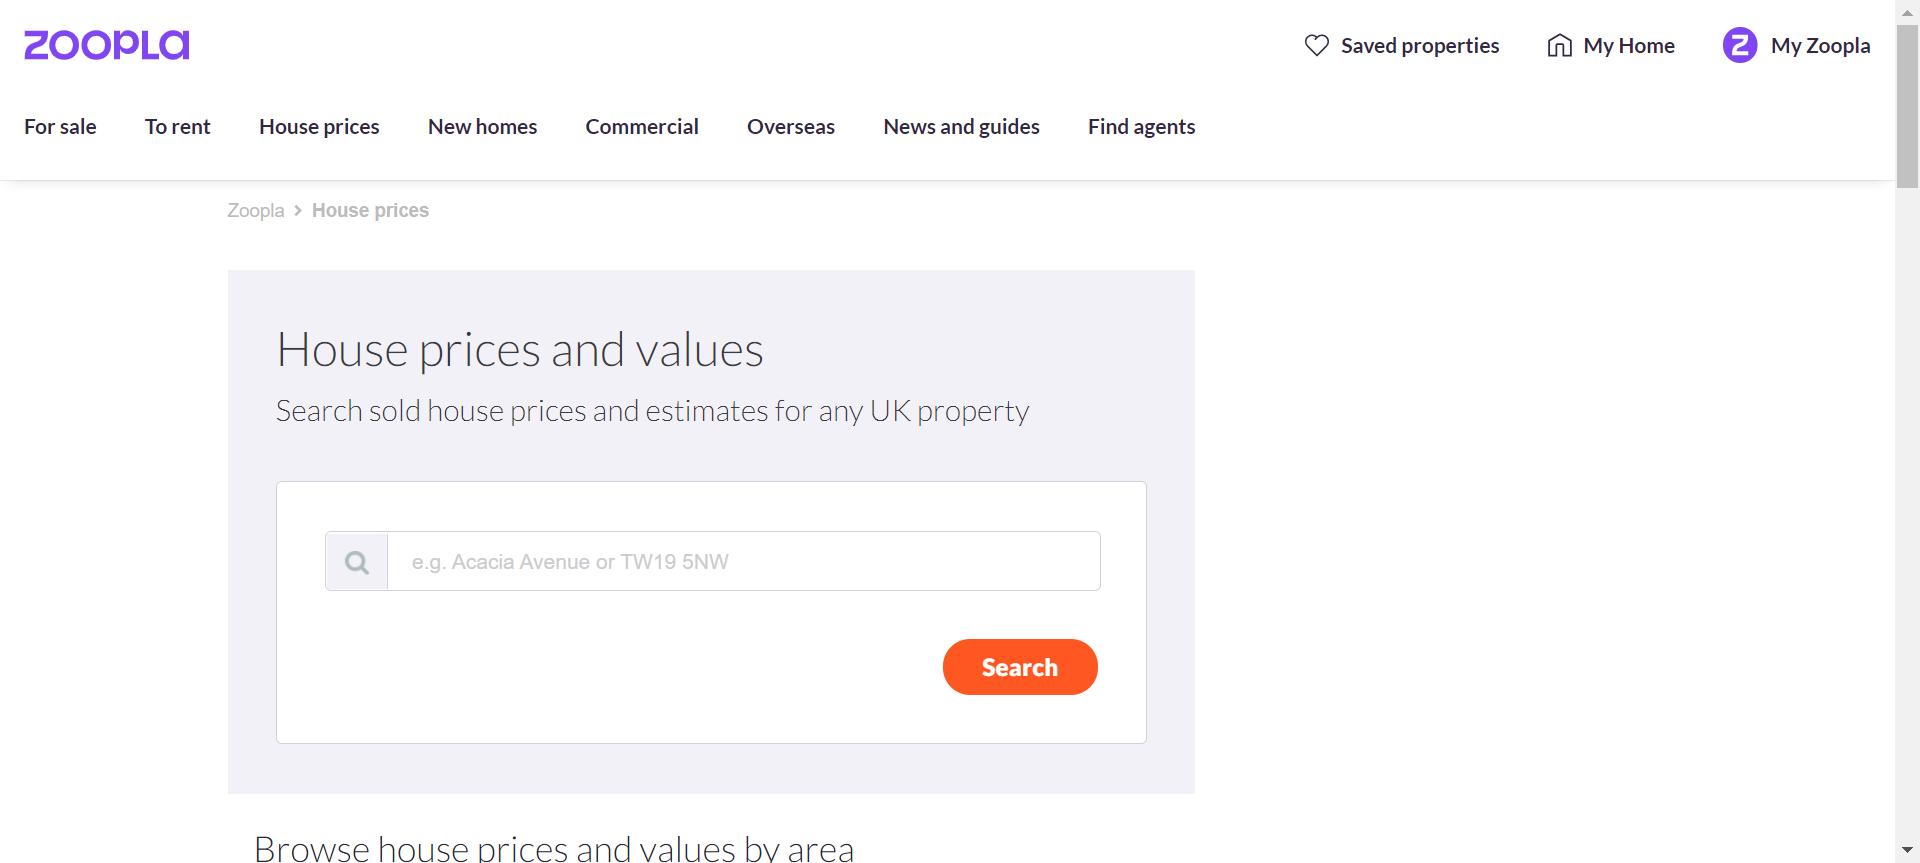 zoopla
Saved properties
My Home
Z
My Zoopla
For sale
To rent
House prices
New homes
Commercial
Overseas
News and guides
Find agents
Zoopla > House prices
House prices and values
Search sold house prices and estimates for any UK property
e.g. Acacia Avenue or TW19 5NW
Search
Browse house prices and values by area